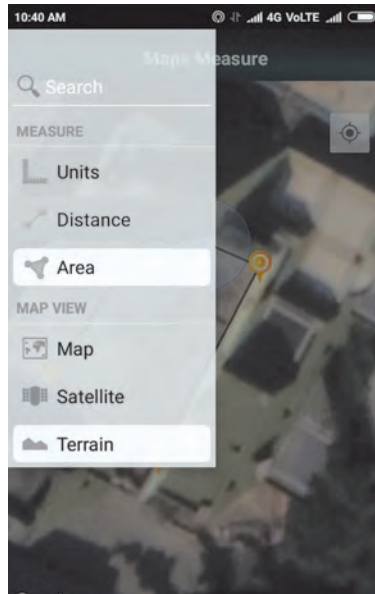 10:40 AM 4G VoLTE
Maps Measure
Search
MEASURE
Units
Distance
Area
MAP VIEW
Map
Satellite
Terrain